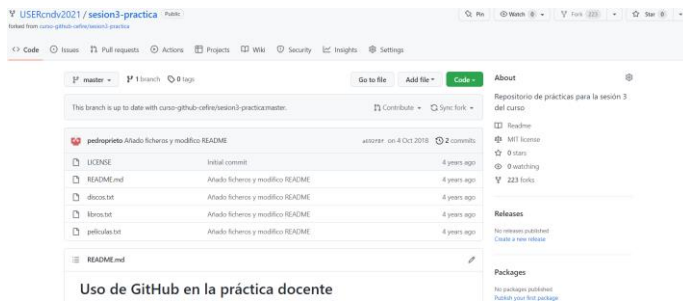 USERcndv2021 / sesion3-practica Public
forked from curso-github-cefire/sesion3-practica
Pin Watch 0 Fork 223 Star 0
Code Issues Pull requests Actions Projects Wiki Security Insights Settings
master 1 branch 0 tags Go to file Add file Code
This branch is up to date with curso-github-cefire/sesion3-practica:master. Contribute Sync fork
pedroprieto Añado ficheros y modifico README on 4 Oct 2018 2 commits
LICENSE Initial commit 4 years ago
README.md Añado ficheros y modifico README 4 years ago
discos.txt Añado ficheros y modifico README 4 years ago
libros.txt Añado ficheros y modifico README 4 years ago
peliculas.txt Añado ficheros y modifico README 4 years ago
README.md
Uso de GitHub en la práctica docente
About
Repositorio de prácticas para la sesión 3
del curso
Readme
MIT license
0 stars
0 watching
223 forks
Releases
No releases published
Create a new release
Packages
No packages published
Publish your first package